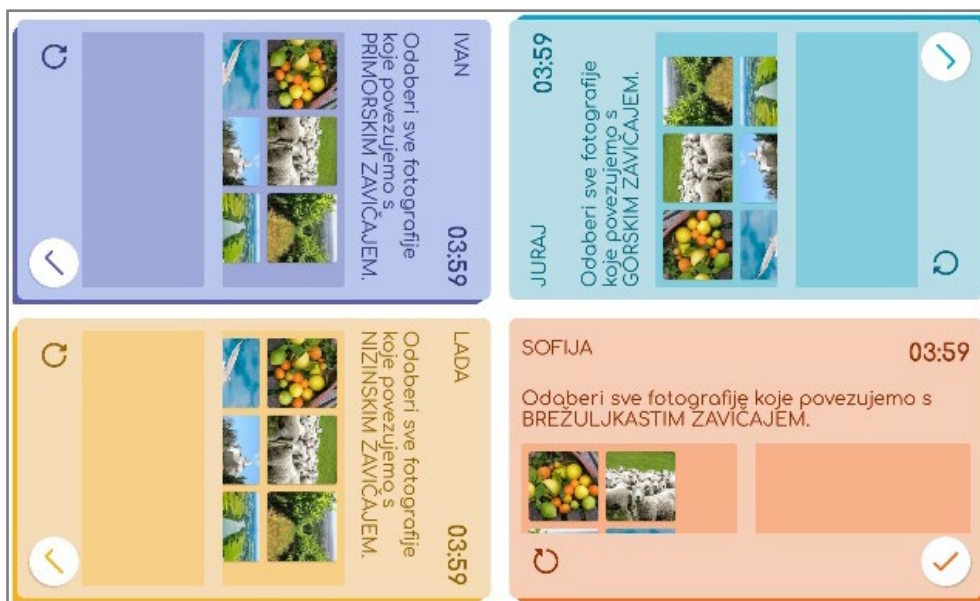 IVAN
03:59
Odaberi sve fotografije
koje povezujemo s
PRIMORSKIM ZAVIČAJEM.
JURAJ
03:59
Odaberi sve fotografije
koje povezujemo s
GORSKIM ZAVIČAJEM.
LADA
03:59
Odaberi sve fotografije
koje povezujemo s
NIZINSKIM ZAVIČAJEM.
SOFIJA
03:59
Odaberi sve fotografije koje povezujemo s
BREŽULJKASTIM ZAVIČAJEM.